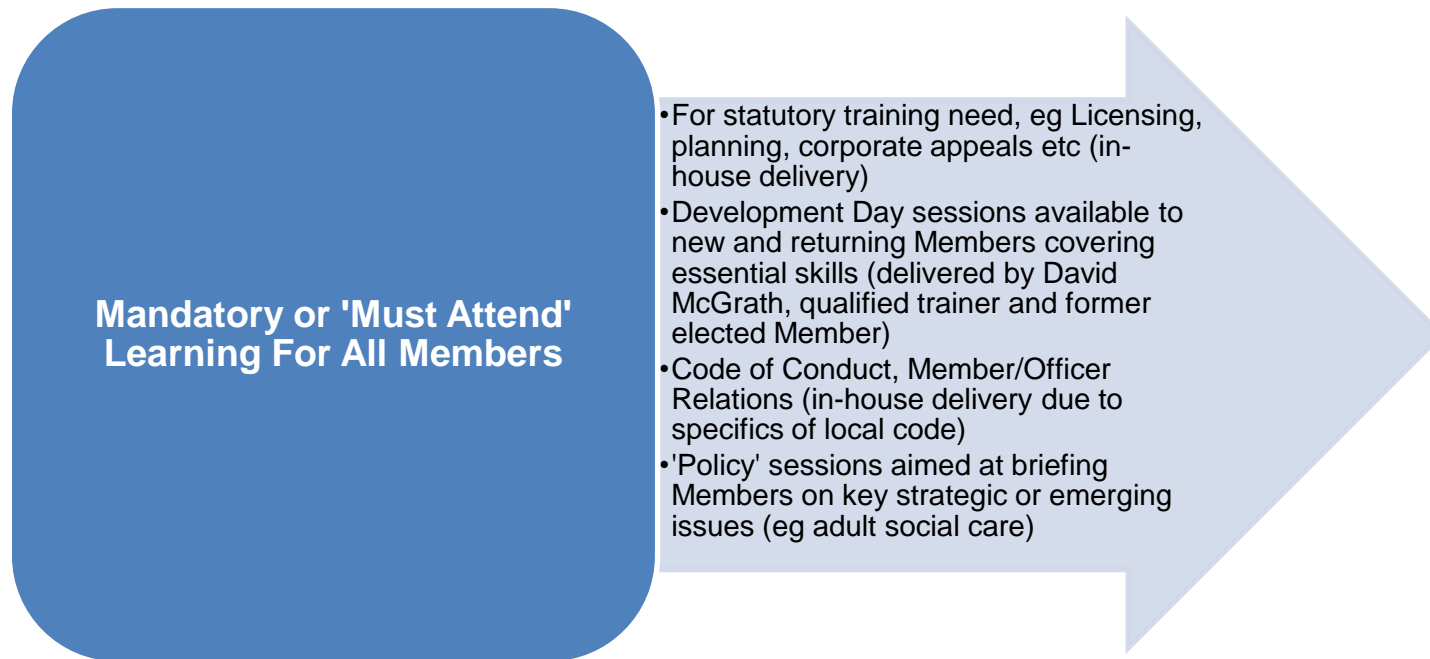 Mandatory or 'Must Attend'
Learning For All Members
•For statutory training need, eg Licensing,
planning, corporate appeals etc (in-
house delivery)
•Development Day sessions available to
new and returning Members covering
essential skills (delivered by David
McGrath, qualified trainer and former
elected Member)
•Code of Conduct, Member/Officer
Relations (in-house delivery due to
specifics of local code)
•'Policy' sessions aimed at briefing
Members on key strategic or emerging
issues (eg adult social care)